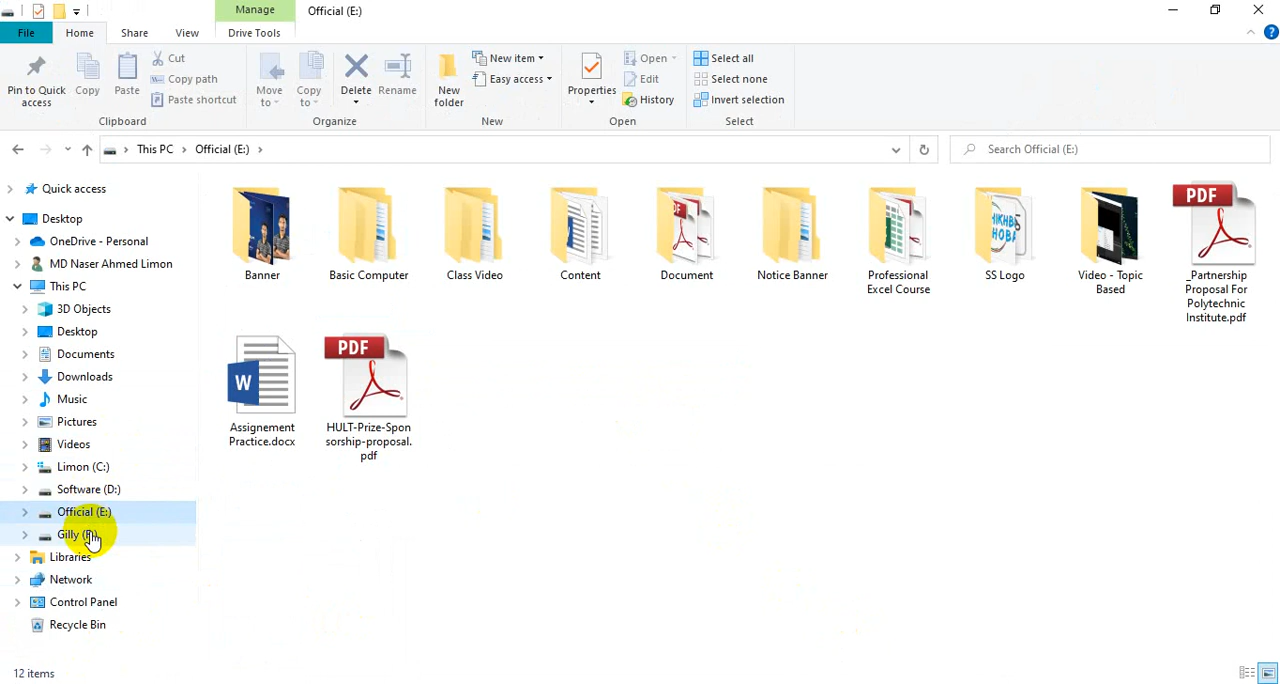 Manage
Official (E:)
File
Home
Share
View
Drive Tools
Pin to Quick
access
Copy
Paste
Cut
Copy path
Paste shortcut
Clipboard
Move
to
Copy
to
Delete
Rename
Organize
New
folder
New item
Easy access
New
Properties
Open
Edit
History
Open
Select all
Select none
Invert selection
Select
This PC
Official (E:)
Search Official (E:)
Quick access
Desktop
OneDrive - Personal
MD Naser Ahmed Limon
This PC
3D Objects
Desktop
Documents
Downloads
Music
Pictures
Videos
Limon (C:)
Software (D:)
Official (E:)
Gilly
Libraries
Network
Control Panel
Recycle Bin
Banner
Basic Computer
Class Video
Content
Document
Notice Banner
Professional
Excel Course
SS Logo
Video - Topic
Based
PDF
_Partnership
Proposal For
Polytechnic
Institute.pdf
W
Assignement
Practice.docx
PDF
HULT-Prize-Spon
sorship-proposal.
pdf
12 items